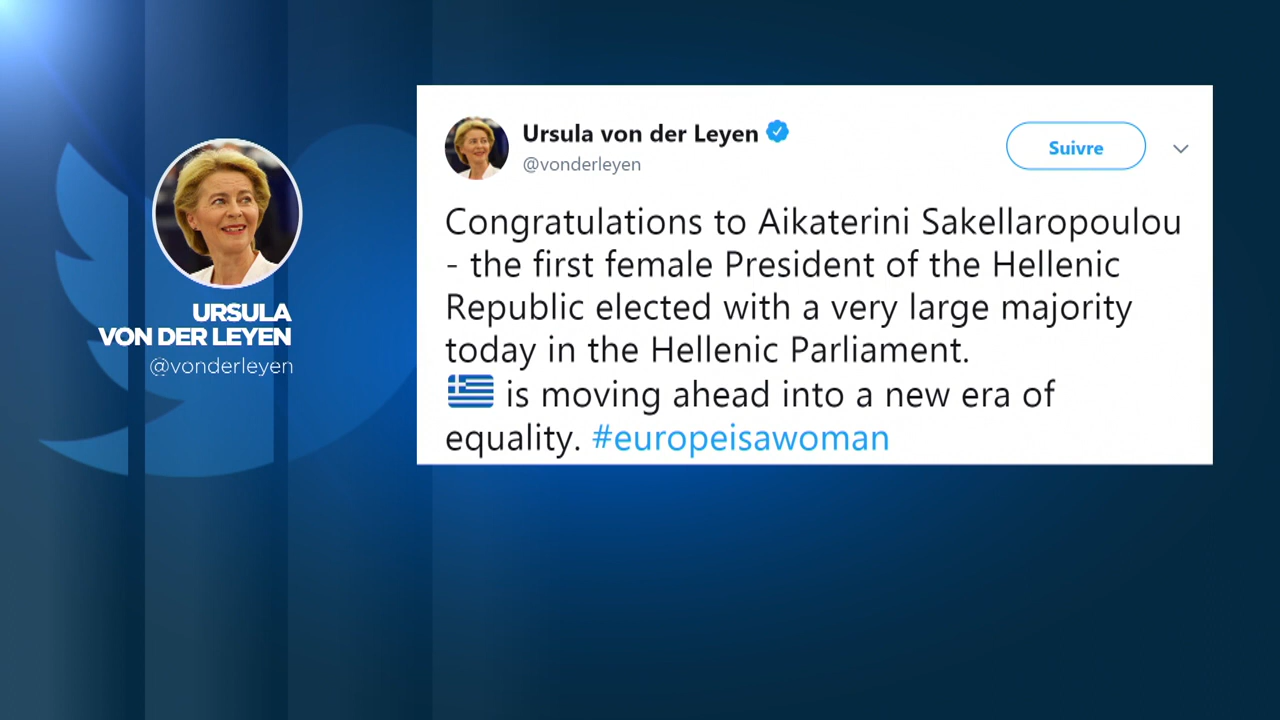 URSULA
VON DER LEYEN
@vonderleyen
Ursula von der Leyen
@vonderleyen
Suivre
Congratulations to Aikaterini Sakellaropoulou
- the first female President of the Hellenic
Republic elected with a very large majority
today in the Hellenic Parliament.
🇬🇷 is moving ahead into a new era of
equality. #europeisawoman